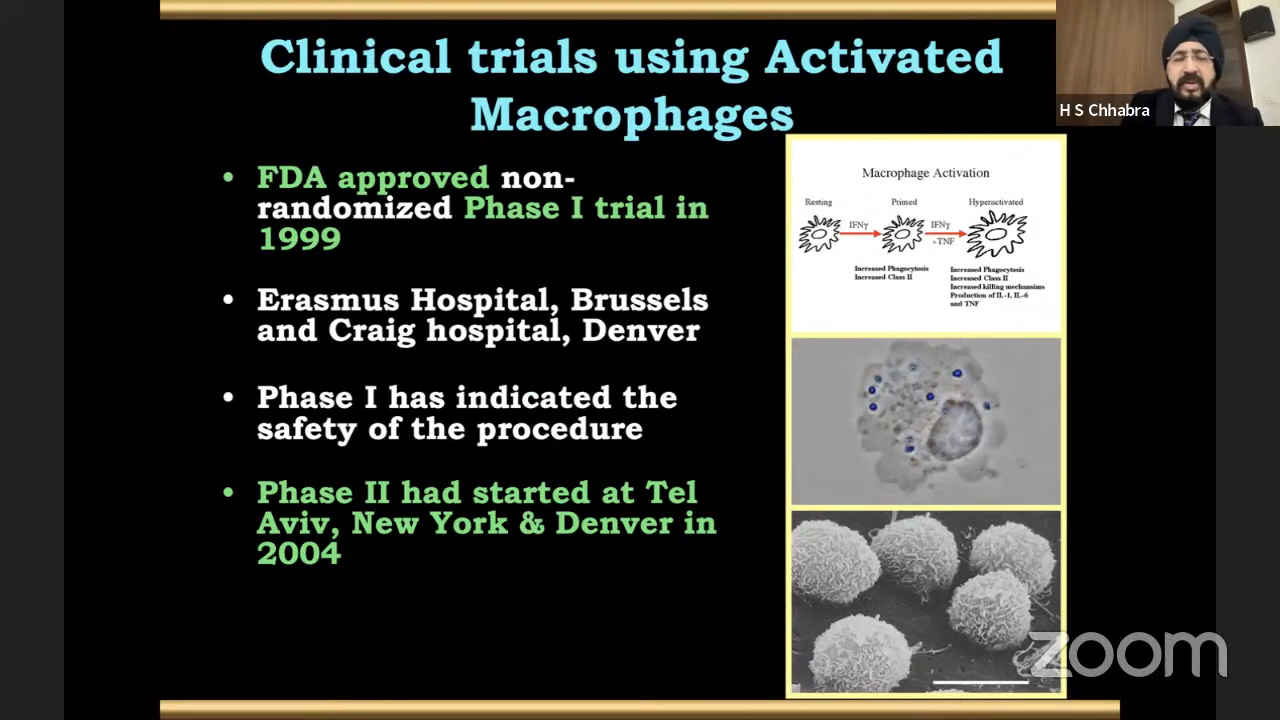 Clinical trials using Activated
Macrophages
H S Chhabra
• FDA approved non-
randomized Phase I trial in
1999
• Erasmus Hospital, Brussels
and Craig hospital, Denver
• Phase I has indicated the
safety of the procedure
• Phase II had started at Tel
Aviv, New York & Denver in
2004
Macrophage Activation
Resting Primed Hyperactivated
IFNγ IFNγ
+TNF
Increased Phagocytosis
Increased Class II
Increased Phagocytosis
Increased Class II
Increased killing mechanisms
Production of IL-1, IL-6
and TNF
zoom